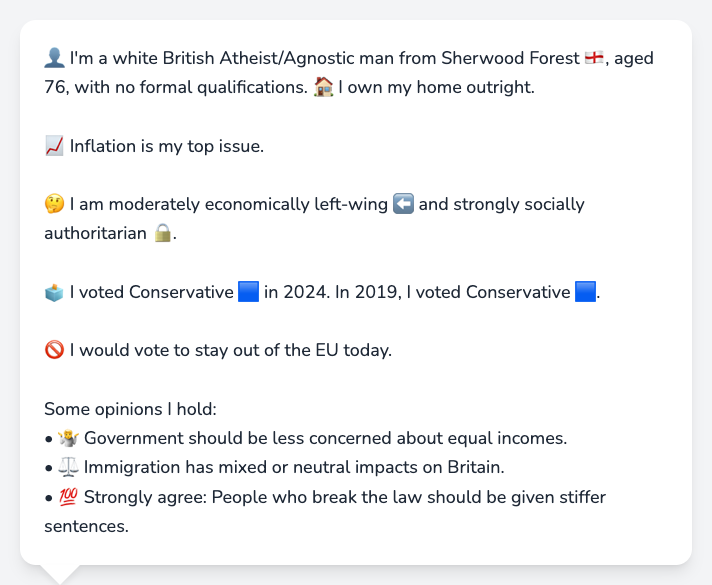 👤 I'm a white British Atheist/Agnostic man from Sherwood Forest 🏴󠁧󠁢󠁥󠁮󠁧󠁿, aged
76, with no formal qualifications. 🏠 I own my home outright.
📈 Inflation is my top issue.
🤔 I am moderately economically left-wing ⬅️ and strongly socially
authoritarian 🔒.
🗳️ I voted Conservative 🟦 in 2024. In 2019, I voted Conservative 🟦.
🚫 I would vote to stay out of the EU today.
Some opinions I hold:
• 🤷 Government should be less concerned about equal incomes.
• ⚖️ Immigration has mixed or neutral impacts on Britain.
• 💯 Strongly agree: People who break the law should be given stiffer
sentences.